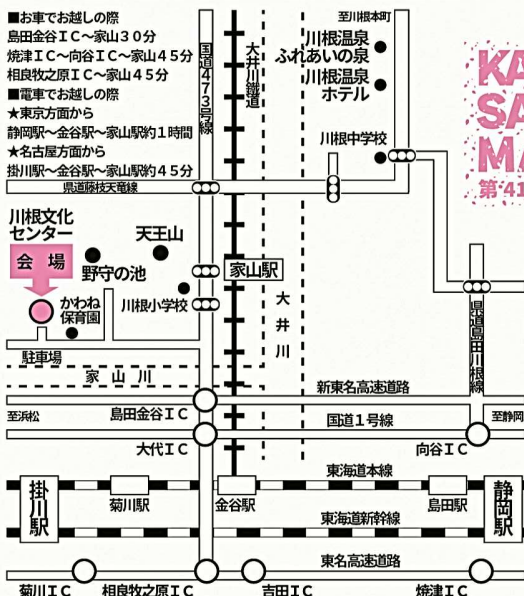 ■お車でお越しの際
島田金谷ＩＣ～家山３０分
焼津ＩＣ～向谷ＩＣ～家山４５分
相良牧之原ＩＣ～家山４５分
■電車でお越しの際
★東京方面から
静岡駅～金谷駅～家山駅約１時間
★名古屋方面から
掛川駅～金谷駅～家山駅約４５分
県道藤枝天竜線
国道473号線
大井川鐵道
至川根本町
川根温泉
ふれあいの泉
川根温泉
ホテル
川根中学校
KA
SA
MA
第41
川根文化
センター
会場
野守の池
天王山
家山駅
かわね
保育園
川根小学校
大井川
駐車場
家山川
県道島田川根線
新東名高速道路
至浜松
島田金谷ＩＣ
国道１号線
至静岡
大代ＩＣ
向谷ＩＣ
東海道本線
掛川駅
菊川駅
金谷駅
島田駅
静岡駅
東海道新幹線
東名高速道路
菊川ＩＣ
相良牧之原ＩＣ
吉田ＩＣ
焼津ＩＣ